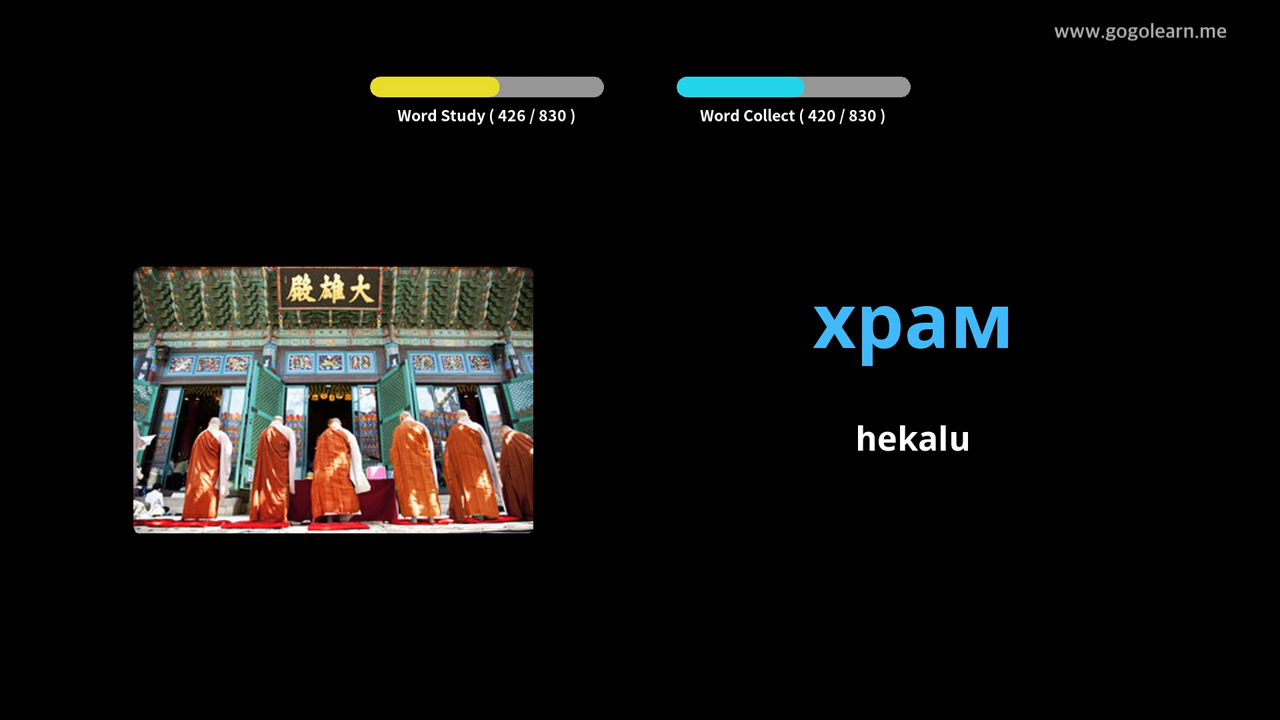 www.gogolearn.me
Word Study ( 426 / 830 )
Word Collect ( 420 / 830 )
殿雄大
храм
hekalu